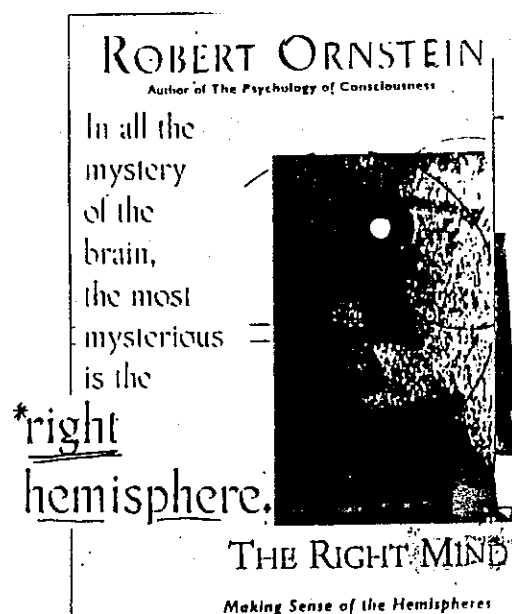 ROBERT ORNSTEIN
Author of The Psychology of Consciousness
In all the
mystery
of the
brain,
the most
mysterious
is the
*right
hemisphere.
THE RIGHT MIND
Making Sense of the Hemispheres